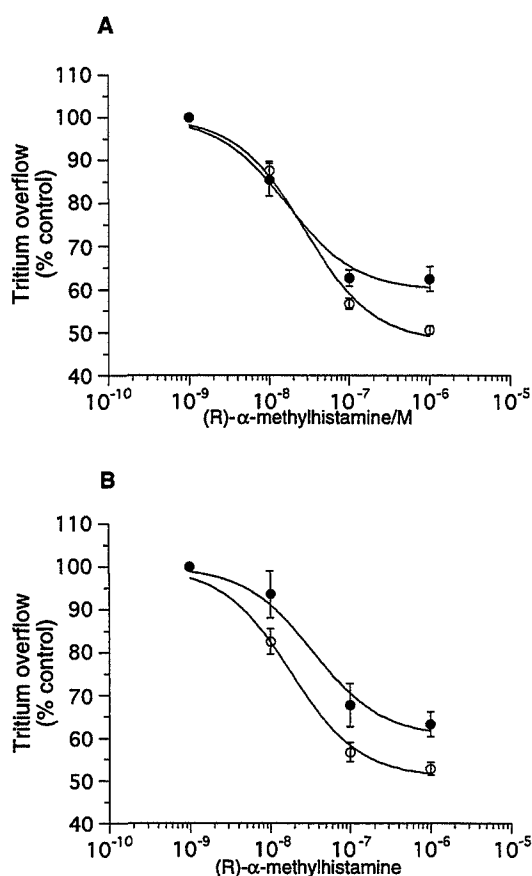 A
Tritium overflow
(% control)
110
100
90
80
70
60
50
40
10⁻¹⁰ 10⁻⁹ 10⁻⁸ 10⁻⁷ 10⁻⁶ 10⁻⁵
(R)-α-methylhistamine/M
B
Tritium overflow
(% control)
110
100
90
80
70
60
50
40
10⁻¹⁰ 10⁻⁹ 10⁻⁸ 10⁻⁷ 10⁻⁶ 10⁻⁵
(R)-α-methylhistamine